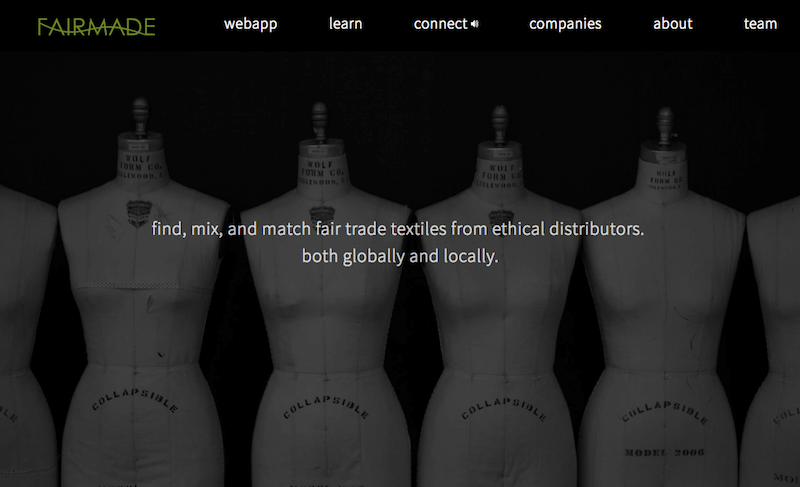 FAIRMADE
webapp
learn
connect
companies
about
team
WOLF
FORM CO.
WOLF
FORM CO.
WOLF
FORM CO.
WOLF
FORM CO.
find, mix, and match fair trade textiles from ethical distributors.
both globally and locally.
COLLAPSIBLE
COLLAPSIBLE
COLLAPSIBLE
COLLAPSIBLE
MODEL 2006